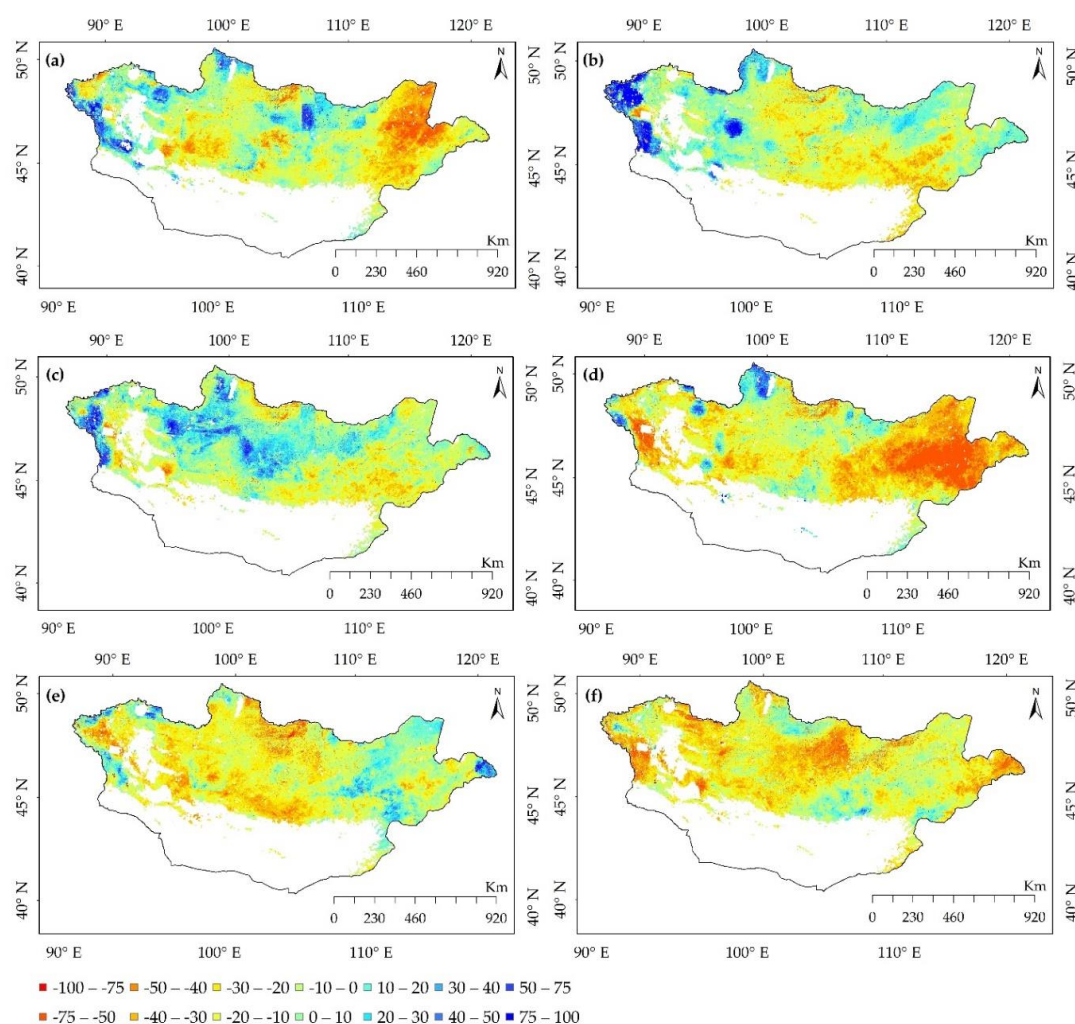 90° E 100° E 110° E 120° E
(a) N
50° N 50° N
45° N 45° N
40° N 40° N
Km
0 230 460 920
90° E 100° E 110° E
90° E 100° E 110° E 120° E
(b) N
50° N
45° N
40° N
Km
0 230 460 920
100° E 110° E
90° E 100° E 110° E 120° E
(c) N
50° N 50° N
45° N 45° N
40° N 40° N
Km
0 230 460 920
90° E 100° E 110° E
90° E 100° E 110° E 120° E
(d) N
50° N
45° N
40° N
Km
0 230 460 920
100° E 110° E
90° E 100° E 110° E 120° E
(e) N
50° N 50° N
45° N 45° N
40° N 40° N
Km
0 230 460 920
90° E 100° E 110° E
90° E 100° E 110° E 120° E
(f) N
50° N
45° N
40° N
Km
0 230 460 920
90° E 100° E 110° E
-100 – -75 -50 – -40 -30 – -20 -10 – 0 10 – 20 30 – 40 50 – 75
-75 – -50 -40 – -30 -20 – -10 0 – 10 20 – 30 40 – 50 75 – 100